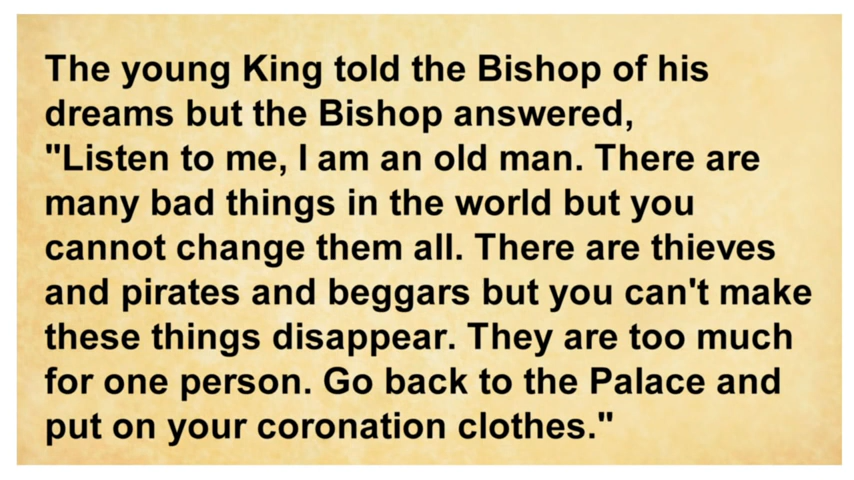 The young King told the Bishop of his
dreams but the Bishop answered,
"Listen to me, I am an old man. There are
many bad things in the world but you
cannot change them all. There are thieves
and pirates and beggars but you can't make
these things disappear. They are too much
for one person. Go back to the Palace and
put on your coronation clothes."